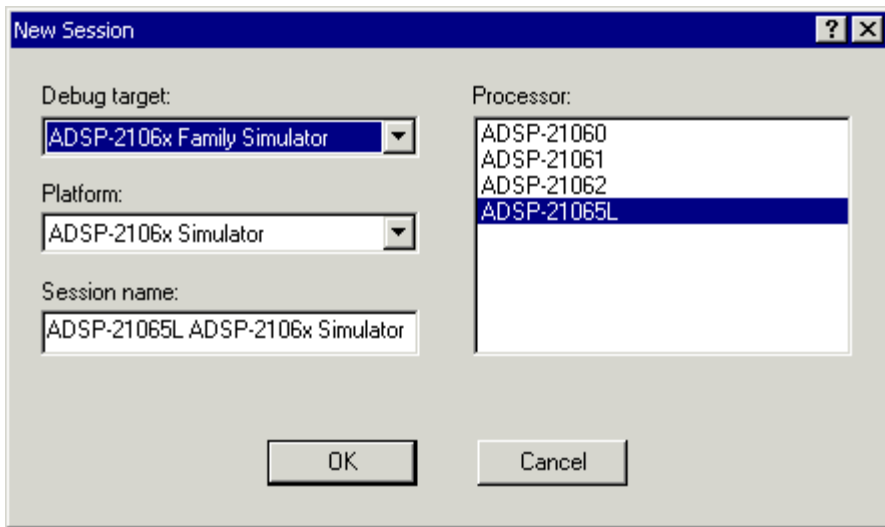 New Session
Debug target:
ADSP-2106x Family Simulator
Platform:
ADSP-2106x Simulator
Session name:
ADSP-21065L ADSP-2106x Simulator
Processor:
ADSP-21060
ADSP-21061
ADSP-21062
ADSP-21065L
OK
Cancel